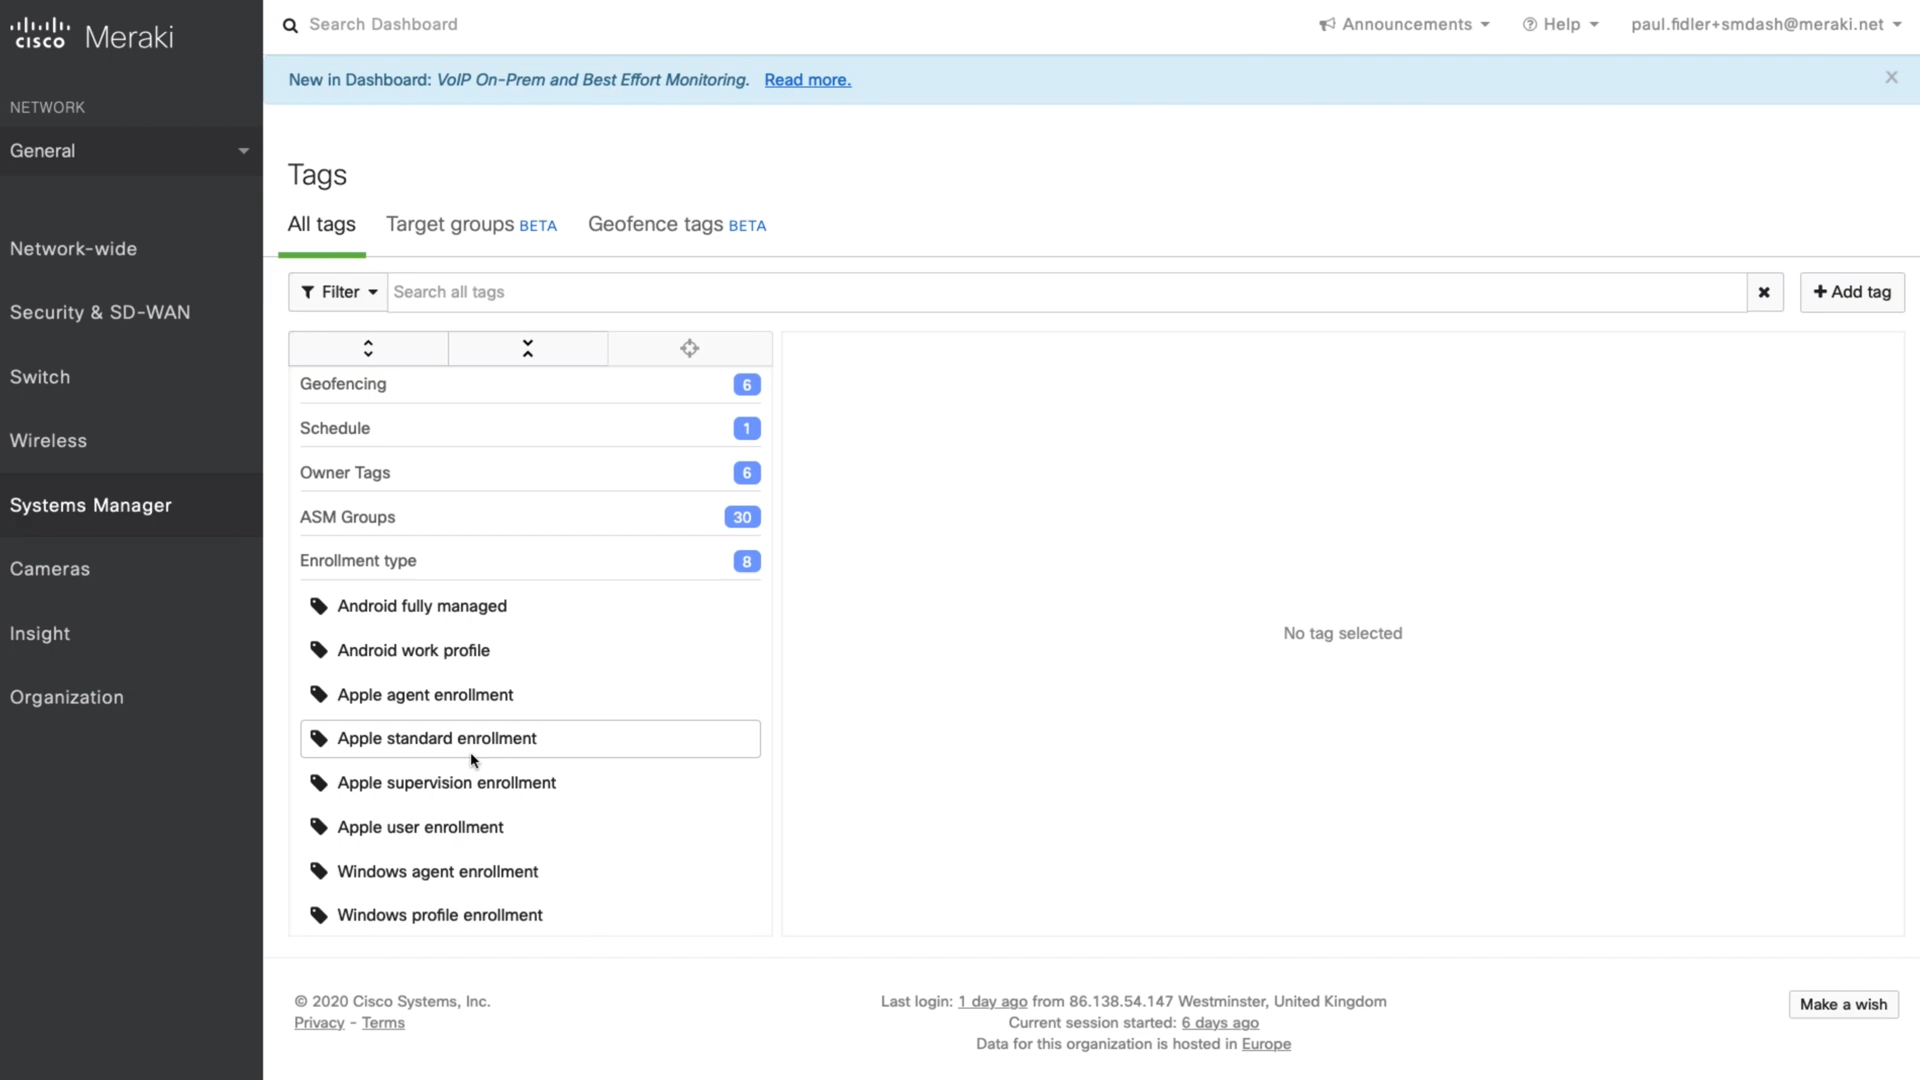 cisco Meraki
Search Dashboard
Announcements
Help
paul.fidler+smdash@meraki.net
New in Dashboard: VoIP On-Prem and Best Effort Monitoring. Read more.
NETWORK
General
Network-wide
Security & SD-WAN
Switch
Wireless
Systems Manager
Cameras
Insight
Organization
Tags
All tags
Target groups BETA
Geofence tags BETA
Filter
Search all tags
+ Add tag
Geofencing 6
Schedule 1
Owner Tags 6
ASM Groups 30
Enrollment type 8
Android fully managed
Android work profile
Apple agent enrollment
Apple standard enrollment
Apple supervision enrollment
Apple user enrollment
Windows agent enrollment
Windows profile enrollment
No tag selected
© 2020 Cisco Systems, Inc.
Privacy - Terms
Last login: 1 day ago from 86.138.54.147 Westminster, United Kingdom
Current session started: 6 days ago
Data for this organization is hosted in Europe
Make a wish